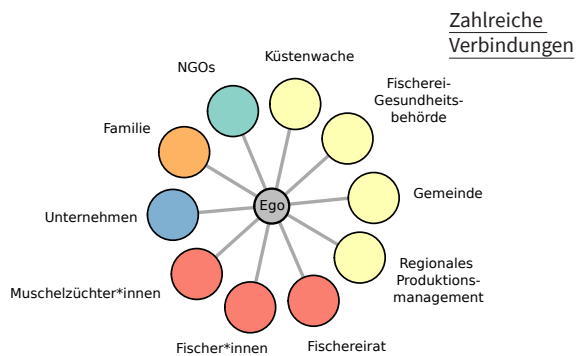 Zahlreiche
Verbindungen
Küstenwache
NGOs
Fischerei-
Gesundheits-
behörde
Familie
Gemeinde
Ego
Unternehmen
Regionales
Produktions-
management
Muschelzüchter*innen
Fischer*innen
Fischereirat